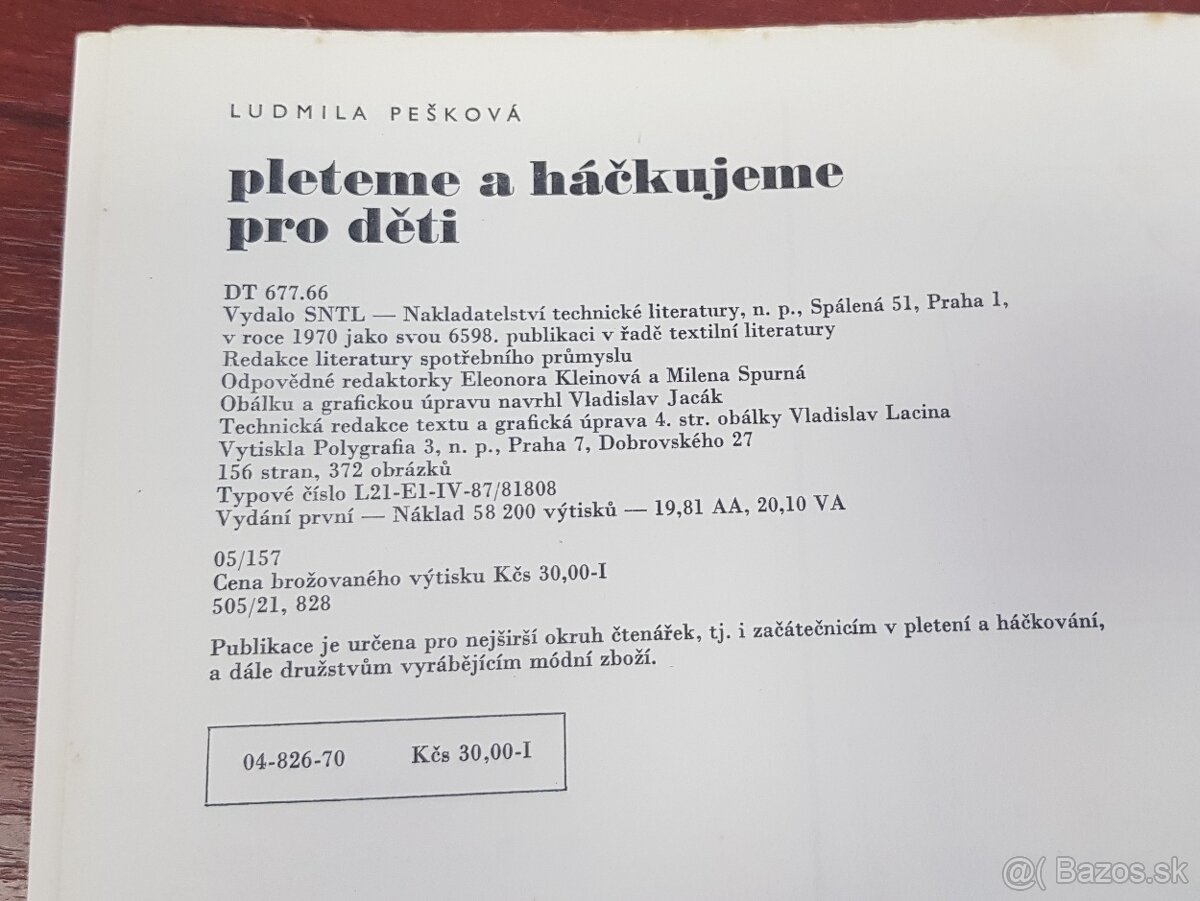 LUDMILA PEŠKOVÁ
pleteme a háčkujeme
pro děti
DT 677.66
Vydalo SNTL — Nakladatelství technické literatury, n. p., Spálená 51, Praha 1,
v roce 1970 jako svou 6598. publikaci v řadě textilní literatury
Redakce literatury spotřebního průmyslu
Odpovědné redaktorky Eleonora Kleinová a Milena Spurná
Obálku a grafickou úpravu navrhl Vladislav Jacák
Technická redakce textu a grafická úprava 4. str. obálky Vladislav Lacina
Vytiskla Polygrafia 3, n. p., Praha 7, Dobrovského 27
156 stran, 372 obrázků
Typové číslo L21-E1-IV-87/81808
Vydání první — Náklad 58 200 výtisků — 19,81 AA, 20,10 VA
05/157
Cena brožovaného výtisku Kčs 30,00-I
505/21, 828
Publikace je určena pro nejširší okruh čtenářek, tj. i začátečnicím v pletení a háčkování,
a dále družstvům vyrábějícím módní zboží.
04-826-70 Kčs 30,00-I
@( Bazos.sk